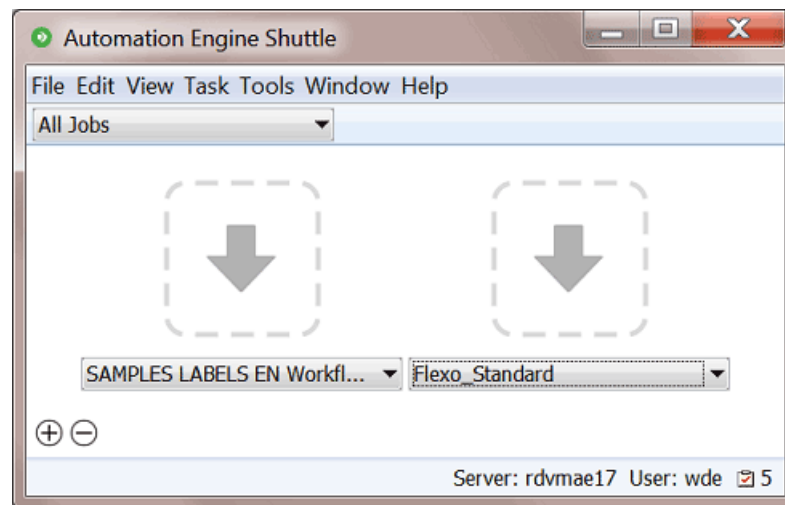 Automation Engine Shuttle
File Edit View Task Tools Window Help
All Jobs
SAMPLES LABELS EN Workfl... Flexo_Standard
Server: rdvmae17 User: wde 5